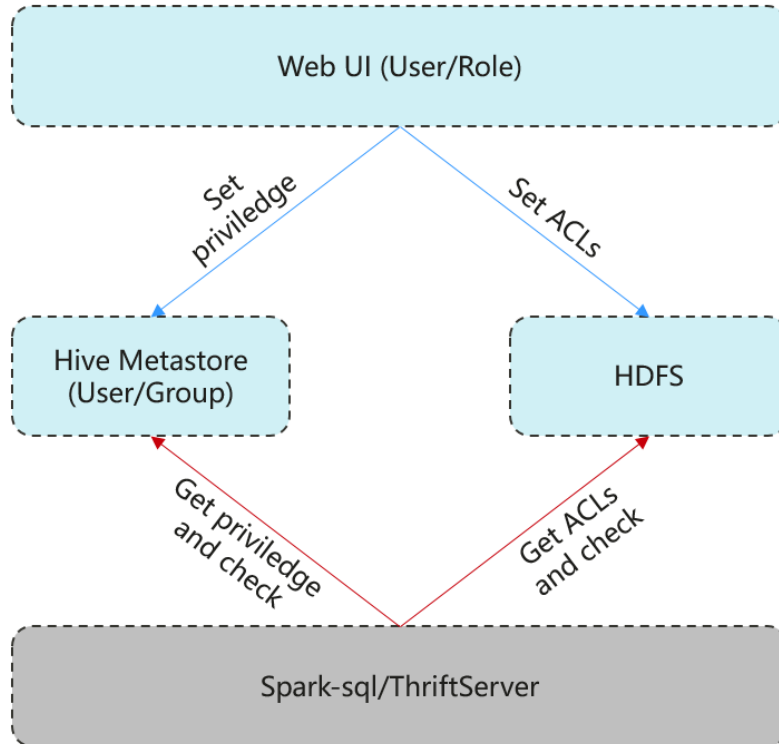 Web UI (User/Role)
Set
priviledge
Set ACLs
Hive Metastore
(User/Group)
HDFS
Get priviledge
and check
Get ACLs
and check
Spark-sql/ThriftServer